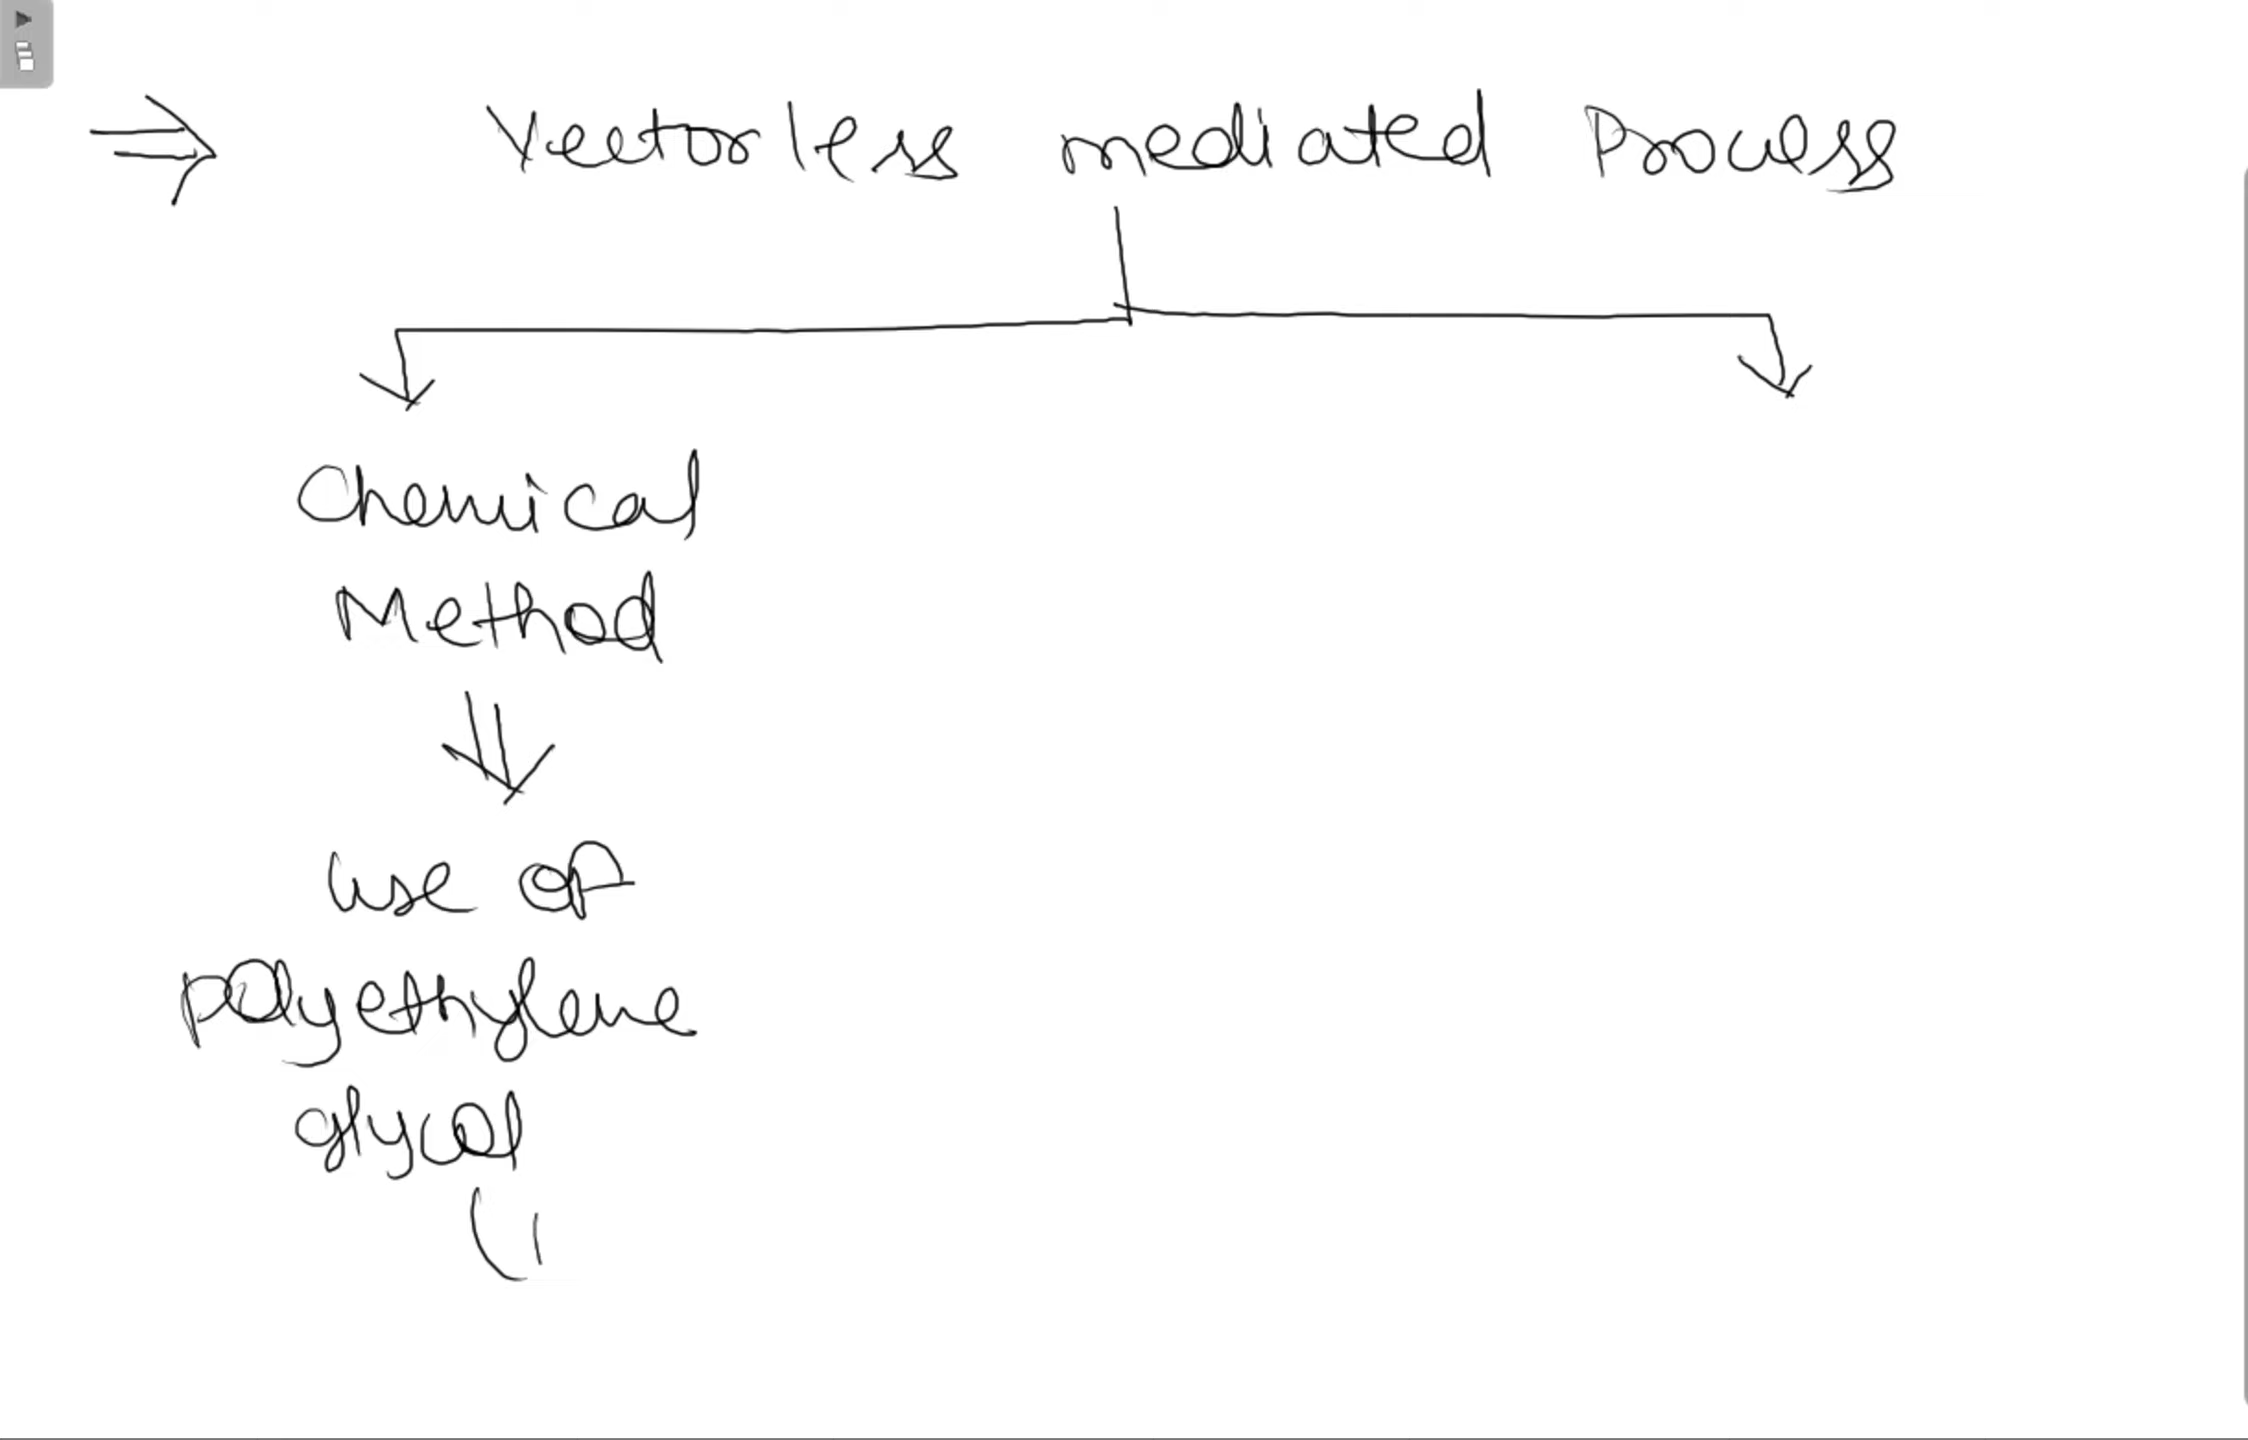 ⇒ Vectorless mediated Process
Chemical
Method
use of
polyethylene
glycol
(